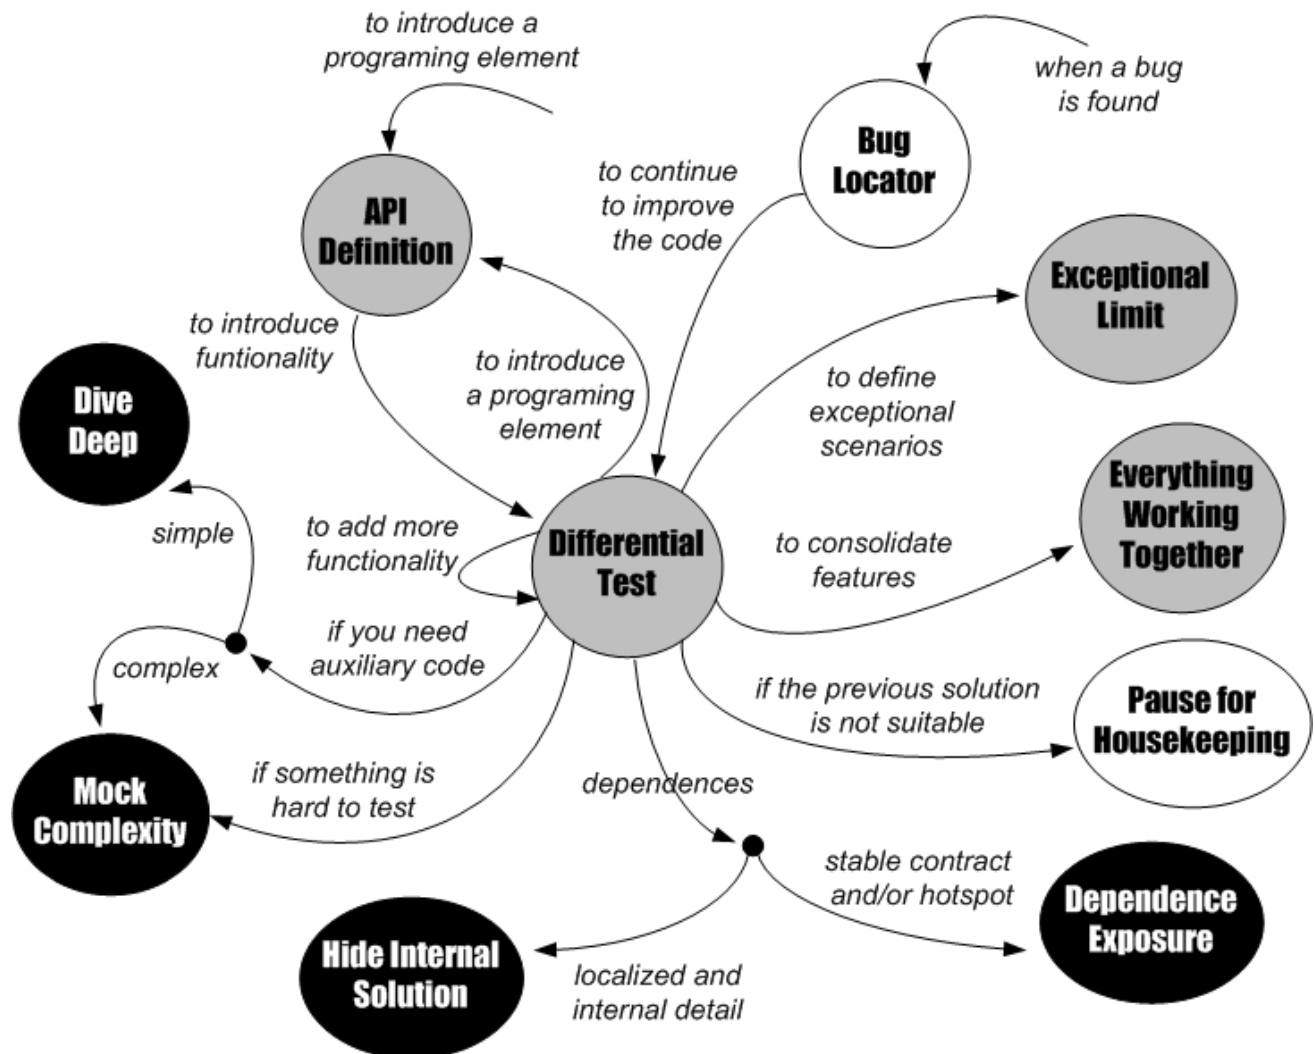 to introduce a
programing element
when a bug
is found
Bug
Locator
to continue
to improve
the code
API
Definition
Exceptional
Limit
to introduce
funtionality
to introduce
a programing
element
to define
exceptional
scenarios
Dive
Deep
Everything
Working
Together
simple
to add more
functionality
Differential
Test
to consolidate
features
if you need
auxiliary code
complex
if the previous solution
is not suitable
Pause for
Housekeeping
Mock
Complexity
if something is
hard to test
dependences
stable contract
and/or hotspot
Dependence
Exposure
Hide Internal
Solution
localized and
internal detail